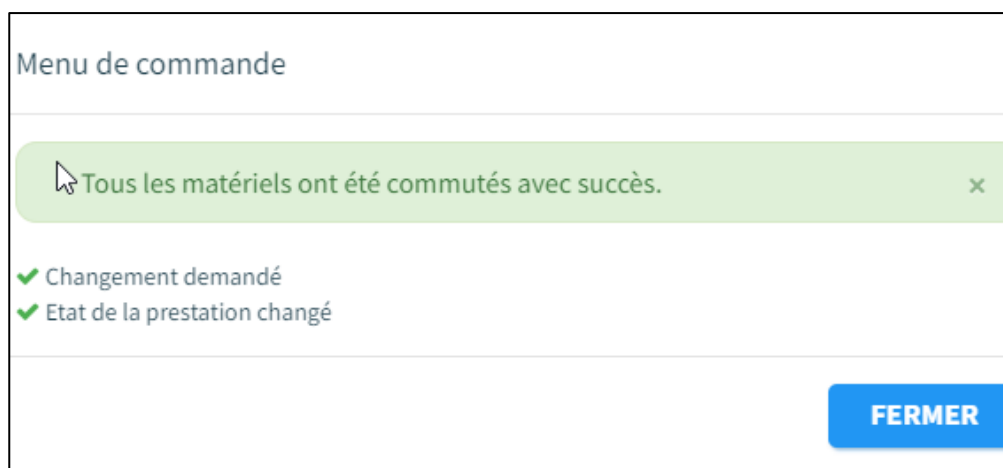 Menu de commande
Tous les matériels ont été commutés avec succès.
×
Changement demandé
Etat de la prestation changé
FERMER